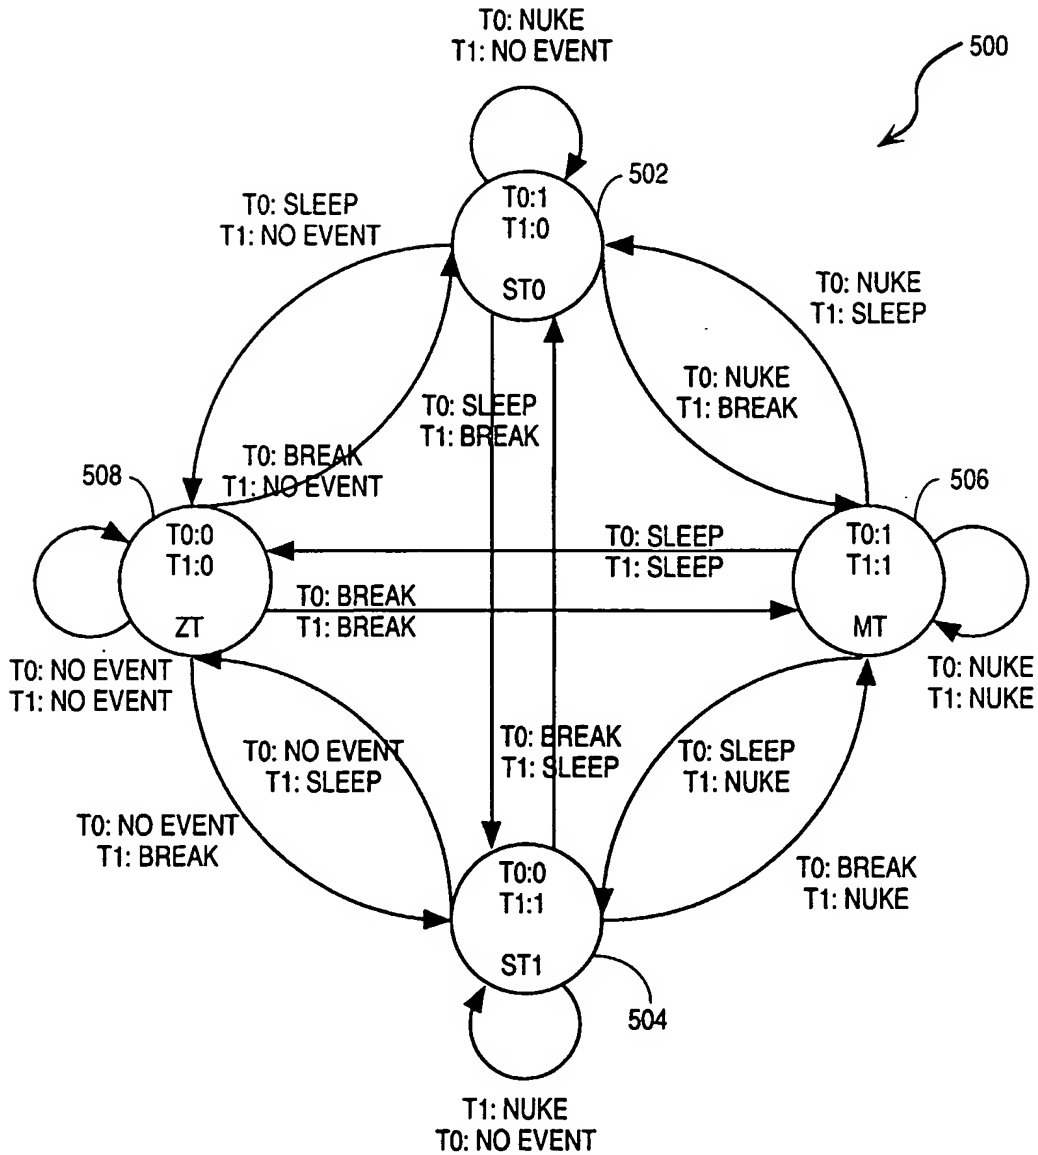 T0: NUKE
T1: NO EVENT
500
502
T0:1
T1:0
ST0
T0: SLEEP
T1: NO EVENT
T0: NUKE
T1: SLEEP
T0: NUKE
T1: BREAK
T0: SLEEP
T1: BREAK
T0: BREAK
T1: NO EVENT
508
506
T0:0
T1:0
ZT
T0: SLEEP
T1: SLEEP
T0:1
T1:1
MT
T0: BREAK
T1: BREAK
T0: NO EVENT
T1: NO EVENT
T0: NUKE
T1: NUKE
T0: NO EVENT
T1: SLEEP
T0: BREAK
T1: SLEEP
T0: SLEEP
T1: NUKE
T0: NO EVENT
T1: BREAK
T0: BREAK
T1: NUKE
T0:0
T1:1
ST1
504
T1: NUKE
T0: NO EVENT